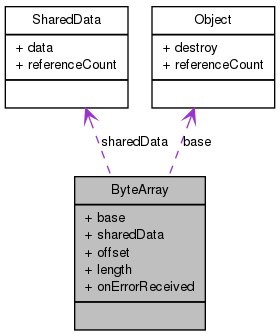 SharedData
+ data
+ referenceCount
Object
+ destroy
+ referenceCount
sharedData
base
ByteArray
+ base
+ sharedData
+ offset
+ length
+ onErrorReceived